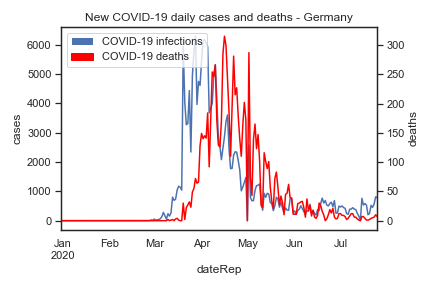 New COVID-19 daily cases and deaths - Germany
COVID-19 infections
COVID-19 deaths
6000
5000
4000
3000
2000
1000
0
cases
300
250
200
150
100
50
0
deaths
Jan Feb Mar Apr May Jun Jul
2020
dateRep